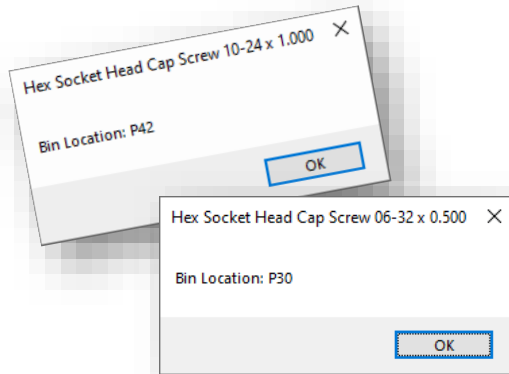 Hex Socket Head Cap Screw 10-24 x 1.000
Bin Location: P42
OK
Hex Socket Head Cap Screw 06-32 x 0.500
Bin Location: P30
OK